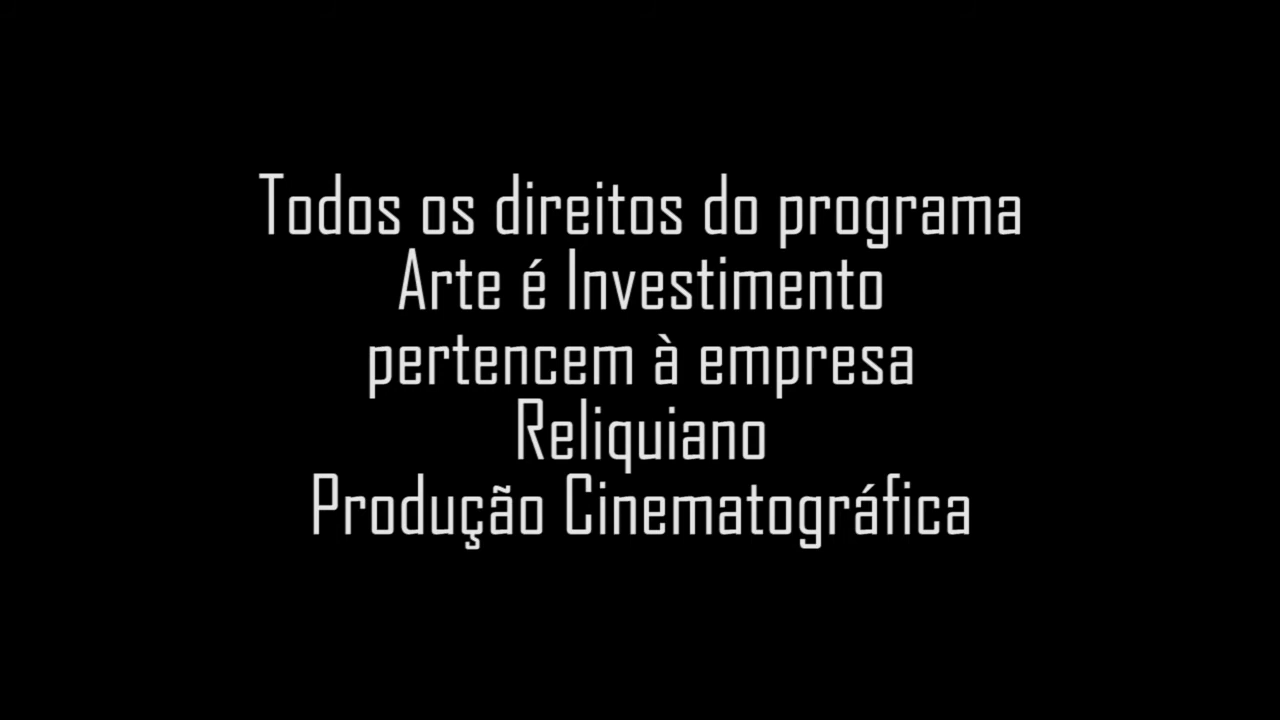 Todos os direitos do programa
Arte é Investimento
pertencem à empresa
Reliquiano
Produção Cinematográfica